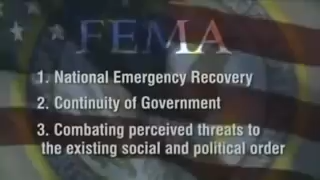 FEMA
1. National Emergency Recovery
2. Continuity of Government
3. Combating perceived threats to
the existing social and political order